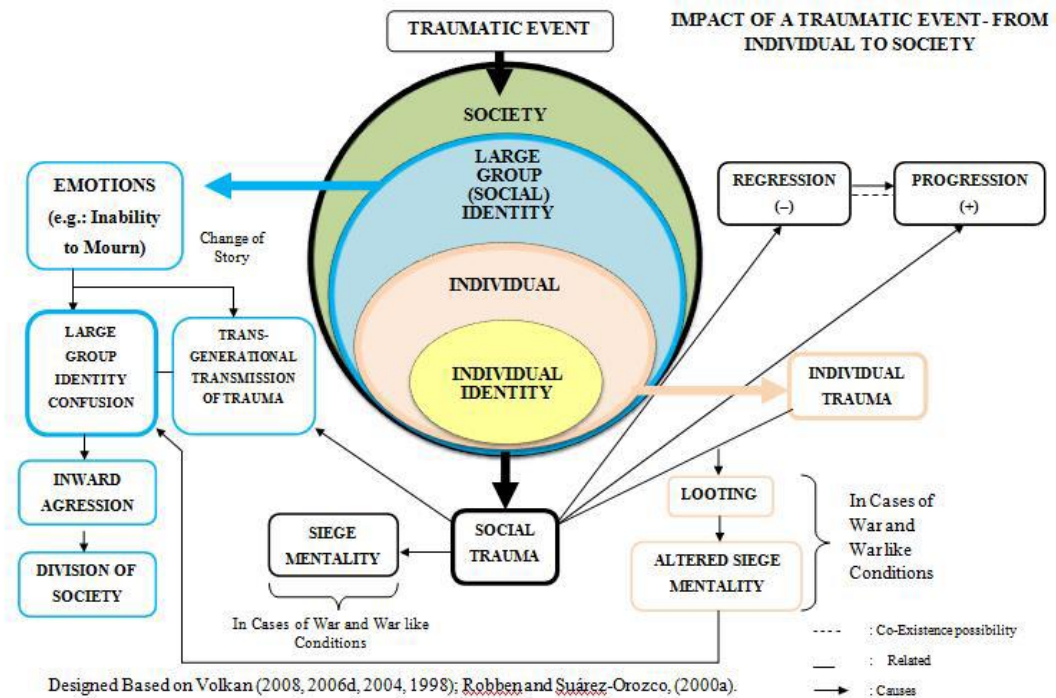 TRAUMATIC EVENT
IMPACT OF A TRAUMATIC EVENT- FROM
INDIVIDUAL TO SOCIETY
SOCIETY
LARGE
GROUP
(SOCIAL)
IDENTITY
INDIVIDUAL
INDIVIDUAL
IDENTITY
EMOTIONS
(e.g.: Inability
to Mourn)
Change of
Story
REGRESSION
(–)
PROGRESSION
(+)
LARGE
GROUP
IDENTITY
CONFUSION
TRANS-
GENERATIONAL
TRANSMISSION
OF TRAUMA
INDIVIDUAL
TRAUMA
INWARD
AGRESSION
DIVISION OF
SOCIETY
SIEGE
MENTALITY
In Cases of War and War like
Conditions
SOCIAL
TRAUMA
LOOTING
ALTERED SIEGE
MENTALITY
In Cases of
War and
War like
Conditions
: Co-Existence possibility
: Related
: Causes
Designed Based on Volkan (2008, 2006d, 2004, 1998); Robben and Suárez-Orozco, (2000a).